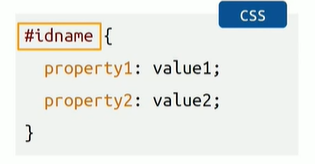 CSS
#idname {
  property1: value1;
  property2: value2;
}